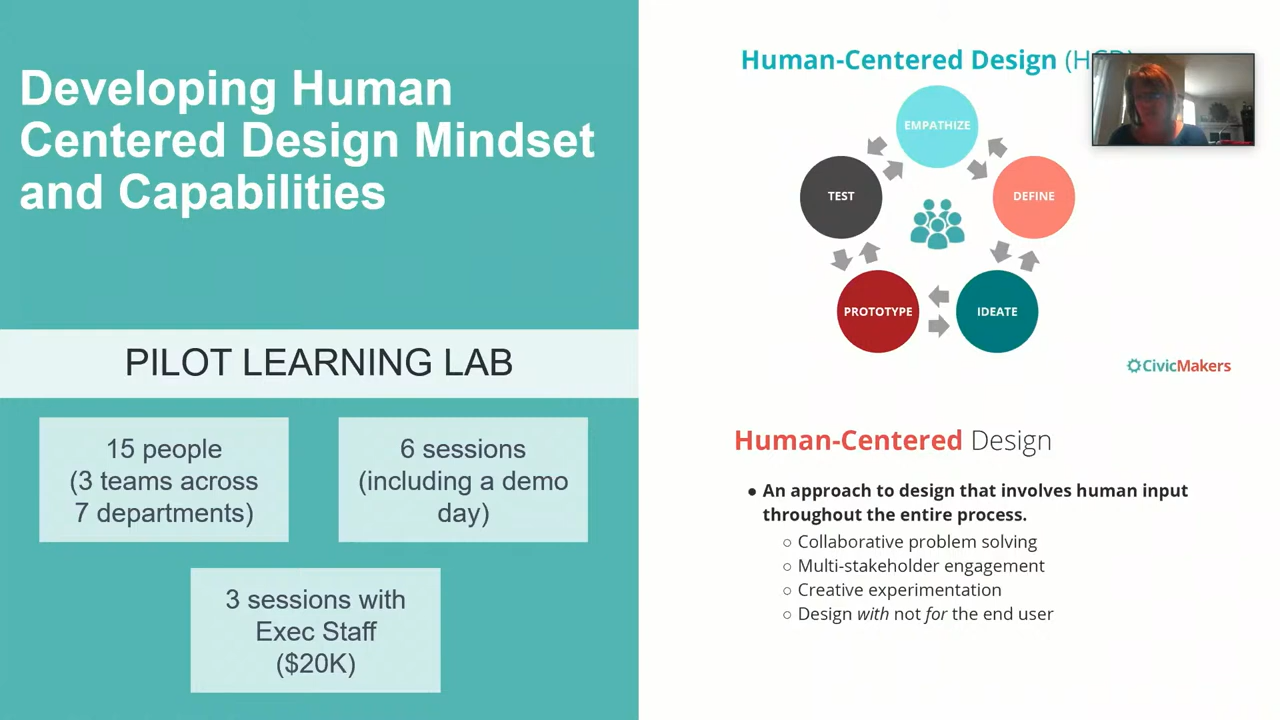 Developing Human
Centered Design Mindset
and Capabilities
PILOT LEARNING LAB
15 people
(3 teams across
7 departments)
6 sessions
(including a demo
day)
3 sessions with
Exec Staff
($20K)
Human-Centered Design (HCD)
EMPATHIZE
TEST
DEFINE
PROTOTYPE
IDEATE
CivicMakers
Human-Centered Design
● An approach to design that involves human input
throughout the entire process.
○ Collaborative problem solving
○ Multi-stakeholder engagement
○ Creative experimentation
○ Design with not for the end user